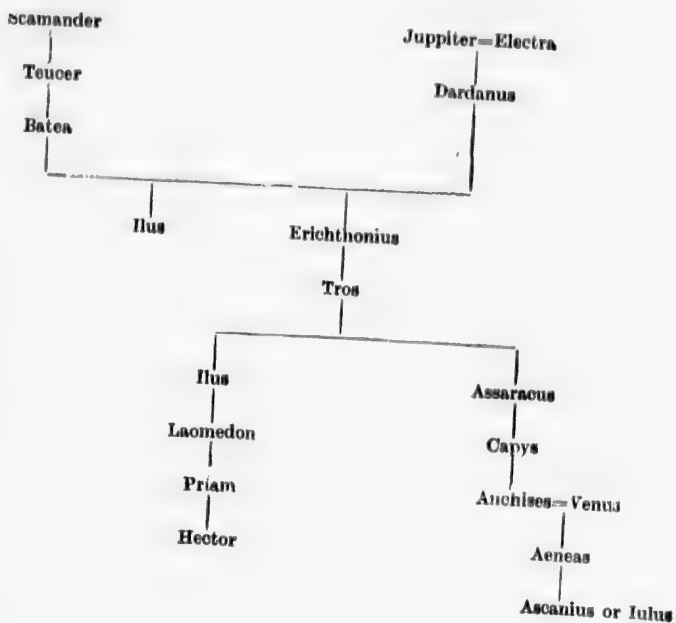 Scamander
Juppiter=Electra
Teucer
Dardanus
Batea
Ilus
Erichthonius
Tros
Ilus
Assaracus
Laomedon
Capys
Priam
Anchises=Venus
Hector
Aeneas
Ascanius or Iulus